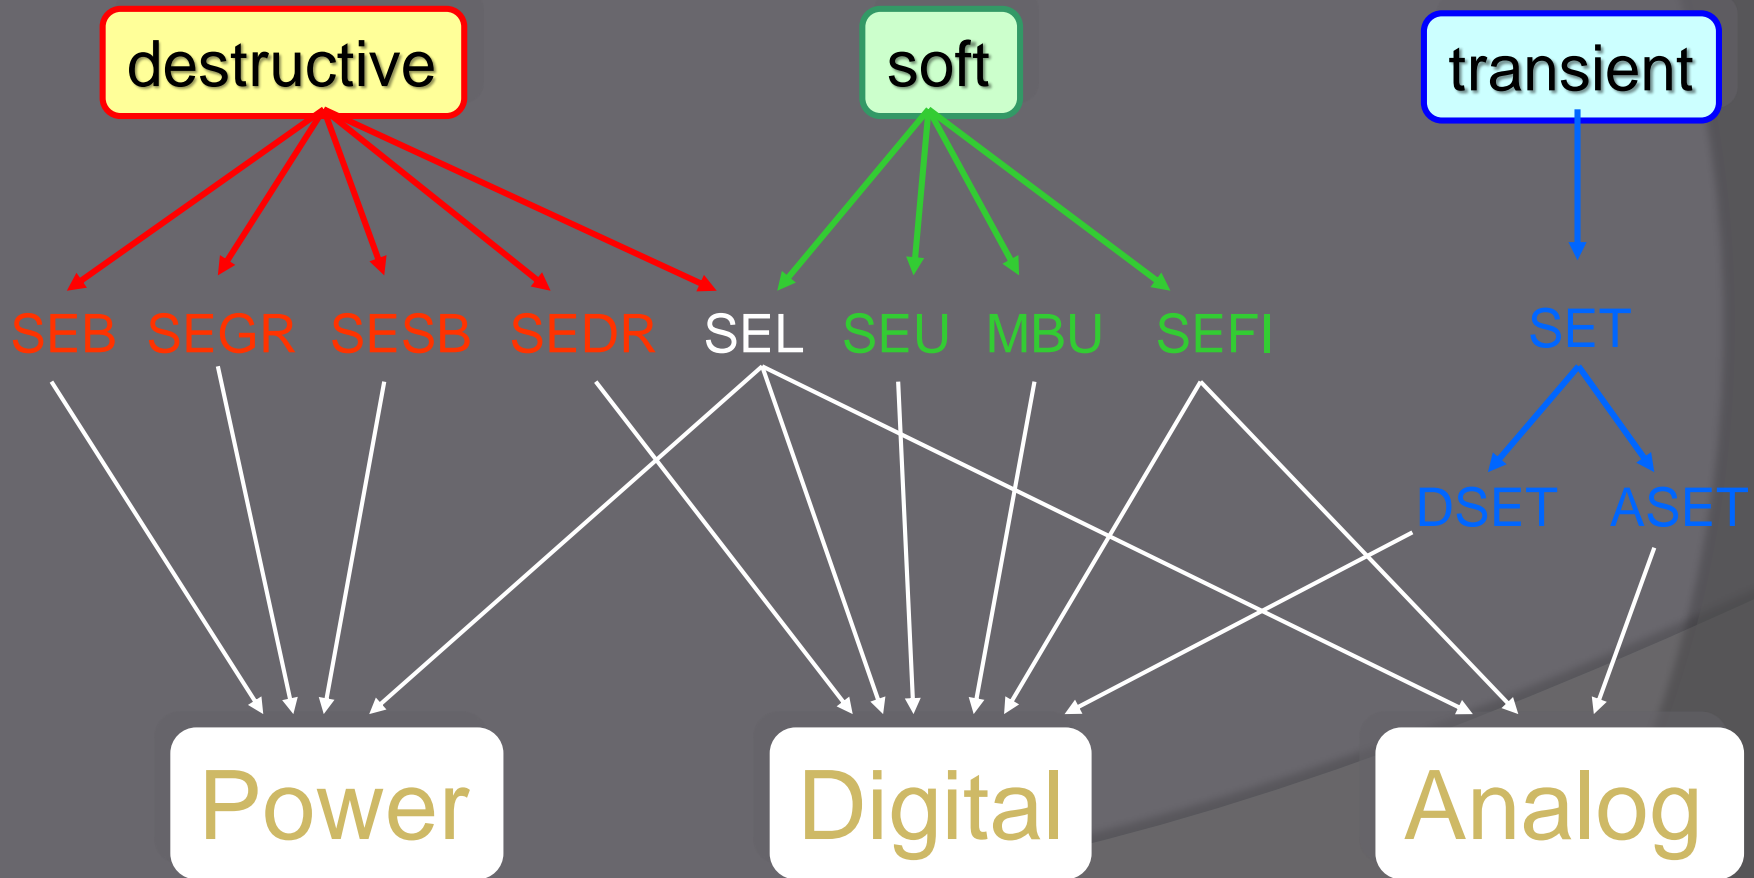 destructive
soft
transient
SEB SEGR SESB SEDR SEL SEU MBU SEFI SET
DSET ASET
Power Digital Analog